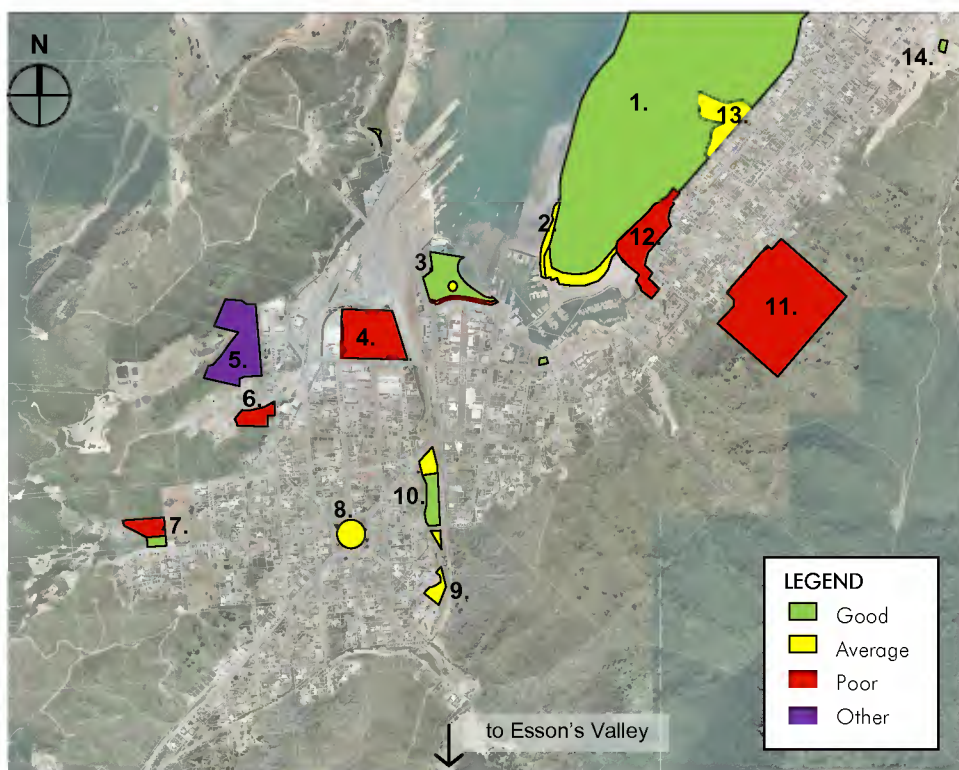 N
14.
1.
13.
2
12.
3
11.
4.
5.
6.
10.
8.
7.
9.
LEGEND
Good
Average
Poor
Other
to Esson's Valley